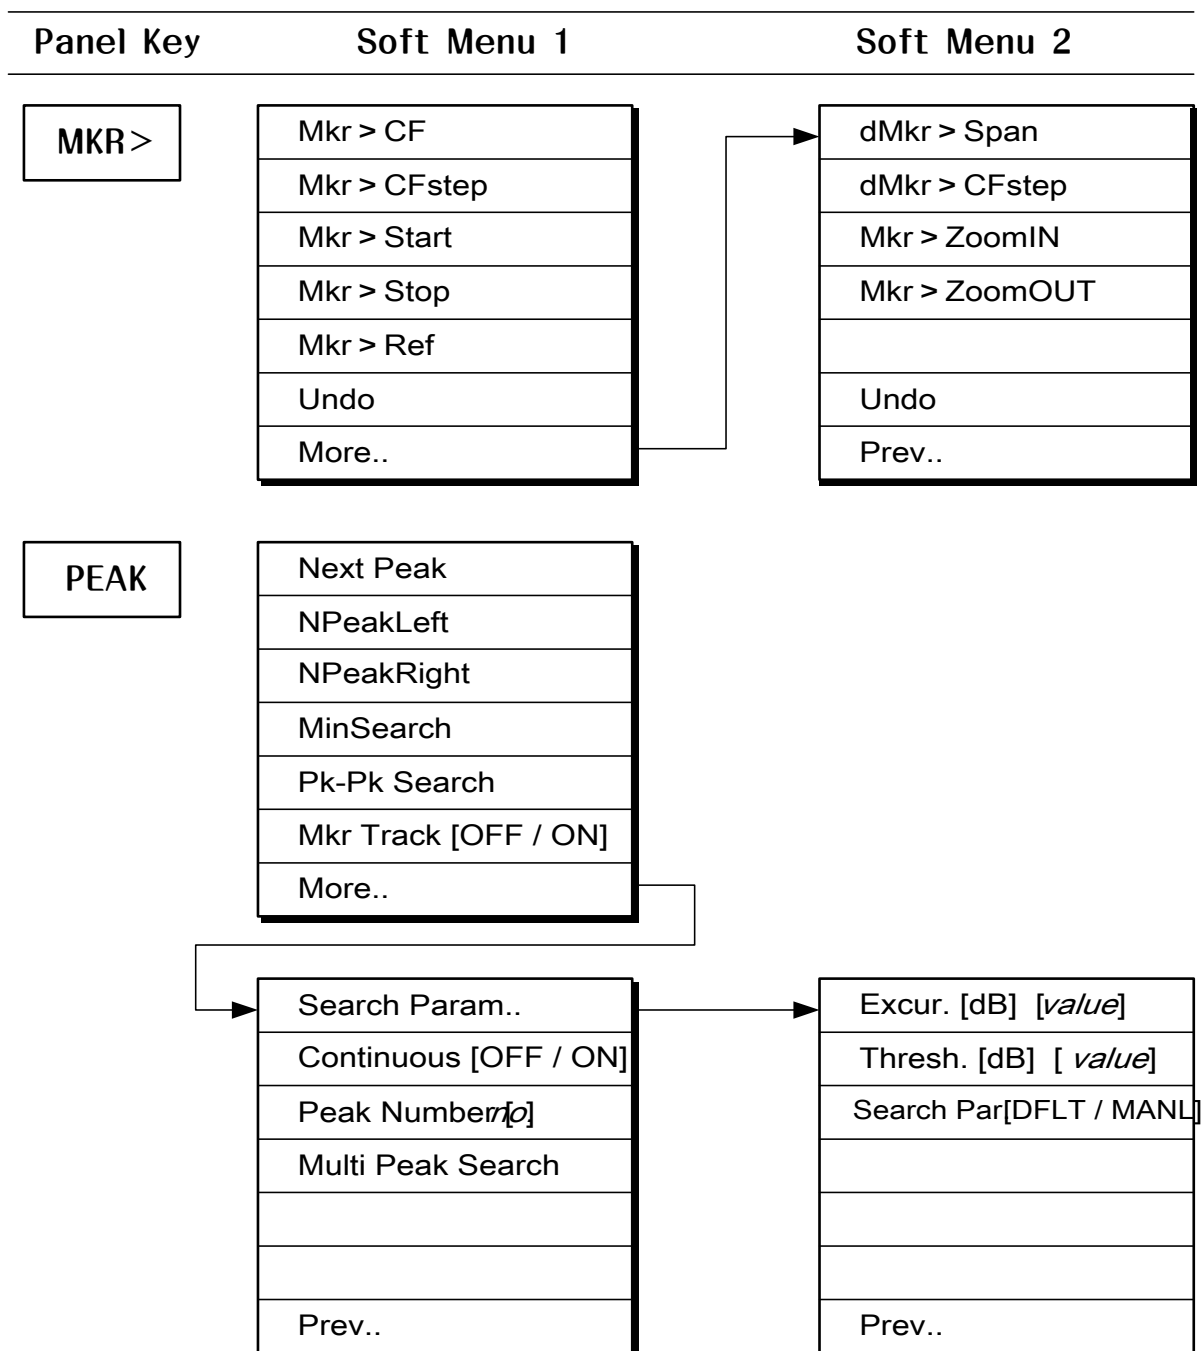 Panel Key Soft Menu 1 Soft Menu 2
MKR>
Mkr > CF
Mkr > CFstep
Mkr > Start
Mkr > Stop
Mkr > Ref
Undo
More..
dMkr > Span
dMkr > CFstep
Mkr > ZoomIN
Mkr > ZoomOUT
Undo
Prev..
PEAK
Next Peak
NPeakLeft
NPeakRight
MinSearch
Pk-Pk Search
Mkr Track [OFF / ON]
More..
Search Param..
Continuous [OFF / ON]
Peak Number[no.]
Multi Peak Search
Prev..
Excur. [dB] [value]
Thresh. [dB] [ value]
Search Par[DFLT / MANL]
Prev..